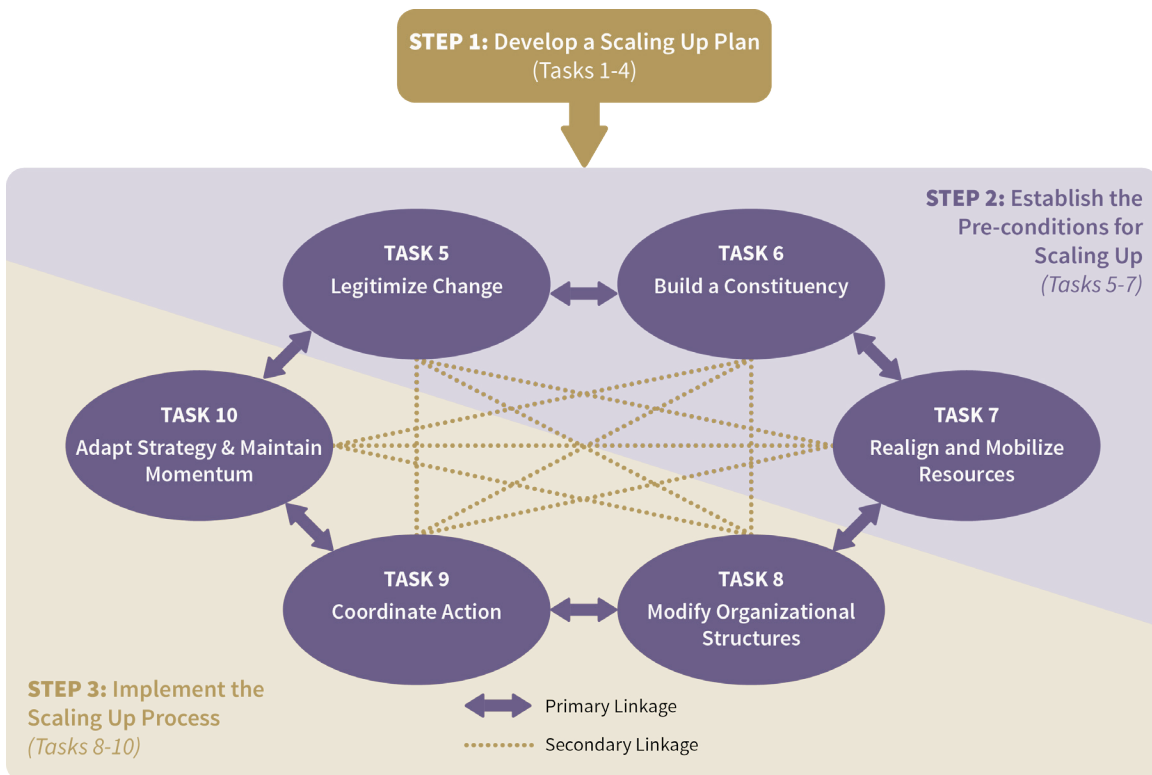 STEP 1: Develop a Scaling Up Plan
(Tasks 1-4)
STEP 2: Establish the
Pre-conditions for
Scaling Up
(Tasks 5-7)
TASK 5
Legitimize Change
TASK 6
Build a Constituency
TASK 10
Adapt Strategy & Maintain
Momentum
TASK 7
Realign and Mobilize
Resources
TASK 9
Coordinate Action
TASK 8
Modify Organizational
Structures
STEP 3: Implement the
Scaling Up Process
(Tasks 8-10)
Primary Linkage
Secondary Linkage